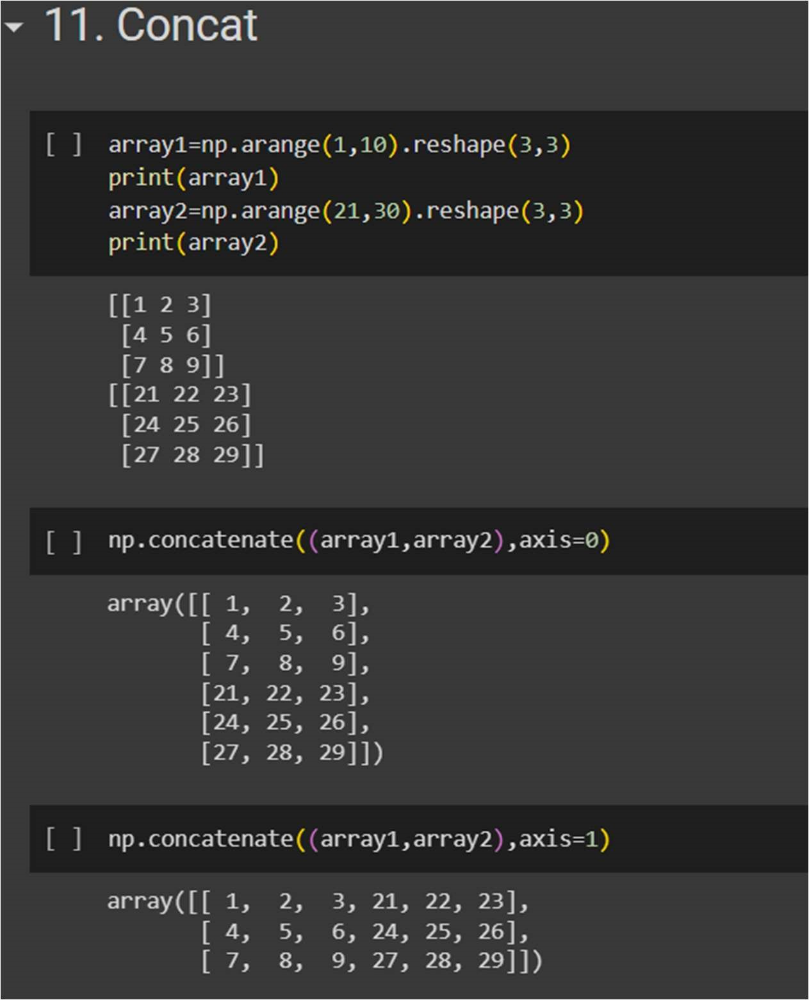 11. Concat
[ ] array1=np.arange(1,10).reshape(3,3)
print(array1)
array2=np.arange(21,30).reshape(3,3)
print(array2)
[[1 2 3]
 [4 5 6]
 [7 8 9]]
[[21 22 23]
 [24 25 26]
 [27 28 29]]
[ ] np.concatenate((array1,array2),axis=0)
array([[ 1,  2,  3],
       [ 4,  5,  6],
       [ 7,  8,  9],
       [21, 22, 23],
       [24, 25, 26],
       [27, 28, 29]])
[ ] np.concatenate((array1,array2),axis=1)
array([[ 1,  2,  3, 21, 22, 23],
       [ 4,  5,  6, 24, 25, 26],
       [ 7,  8,  9, 27, 28, 29]])